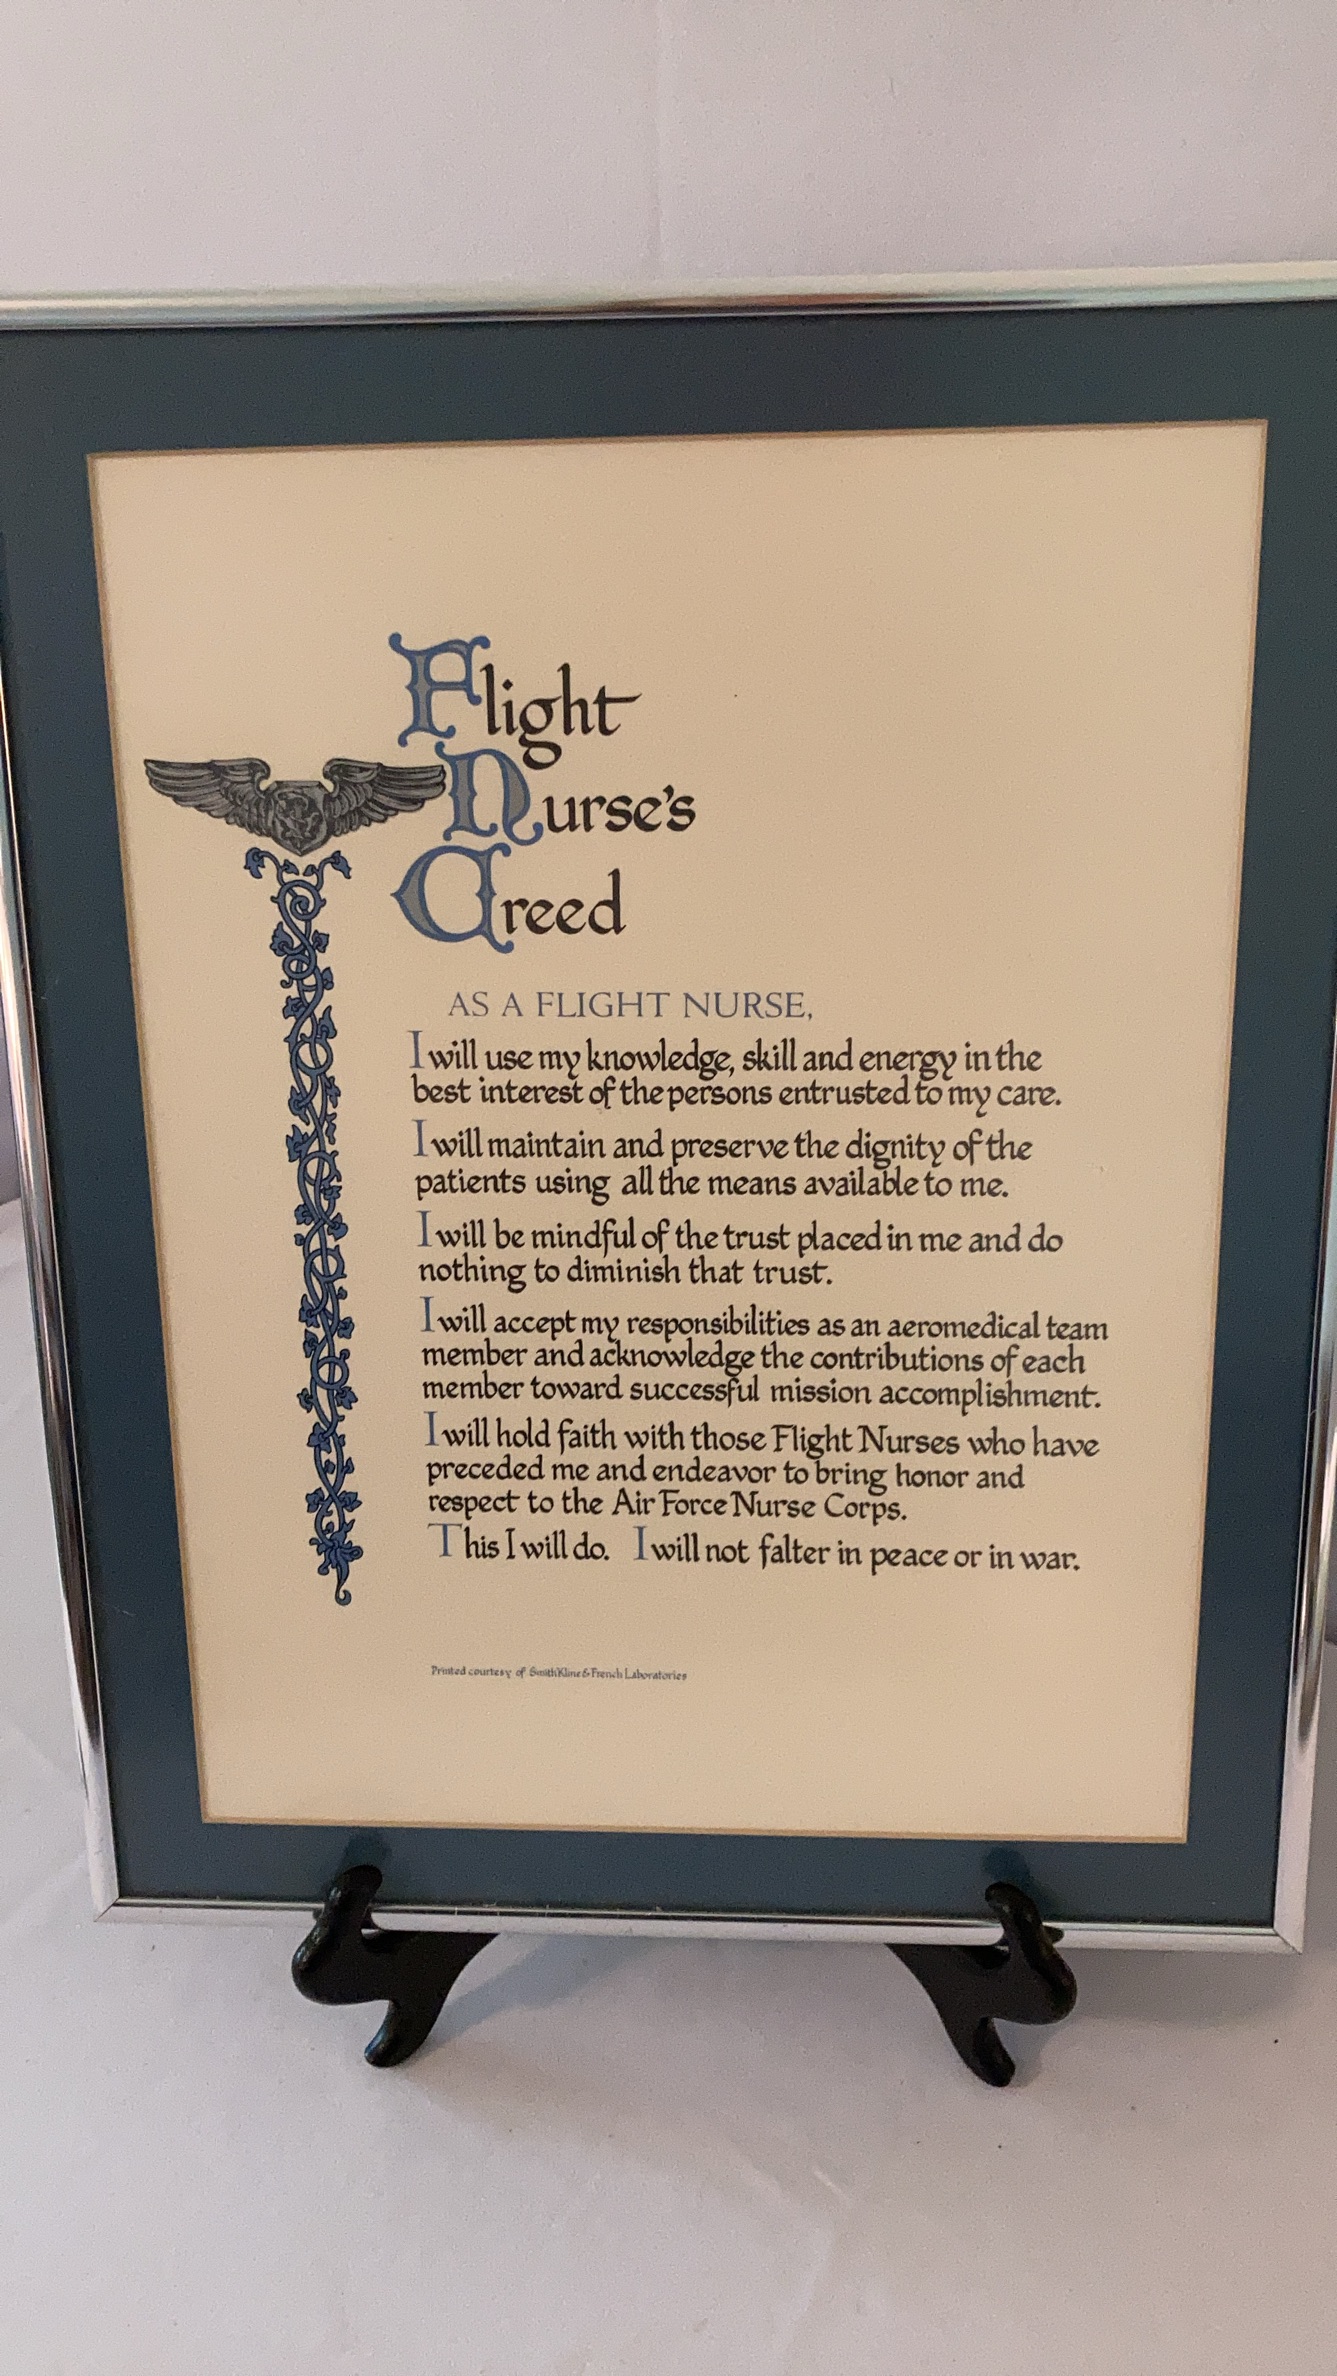 Flight
Nurse's
Creed
AS A FLIGHT NURSE,
I will use my knowledge, skill and energy in the
best interest of the persons entrusted to my care.
I will maintain and preserve the dignity of the
patients using all the means available to me.
I will be mindful of the trust placed in me and do
nothing to diminish that trust.
I will accept my responsibilities as an aeromedical team
member and acknowledge the contributions of each
member toward successful mission accomplishment.
I will hold faith with those Flight Nurses who have
preceded me and endeavor to bring honor and
respect to the Air Force Nurse Corps.
This I will do. I will not falter in peace or in war.
Printed courtesy of SmithKline & French Laboratories